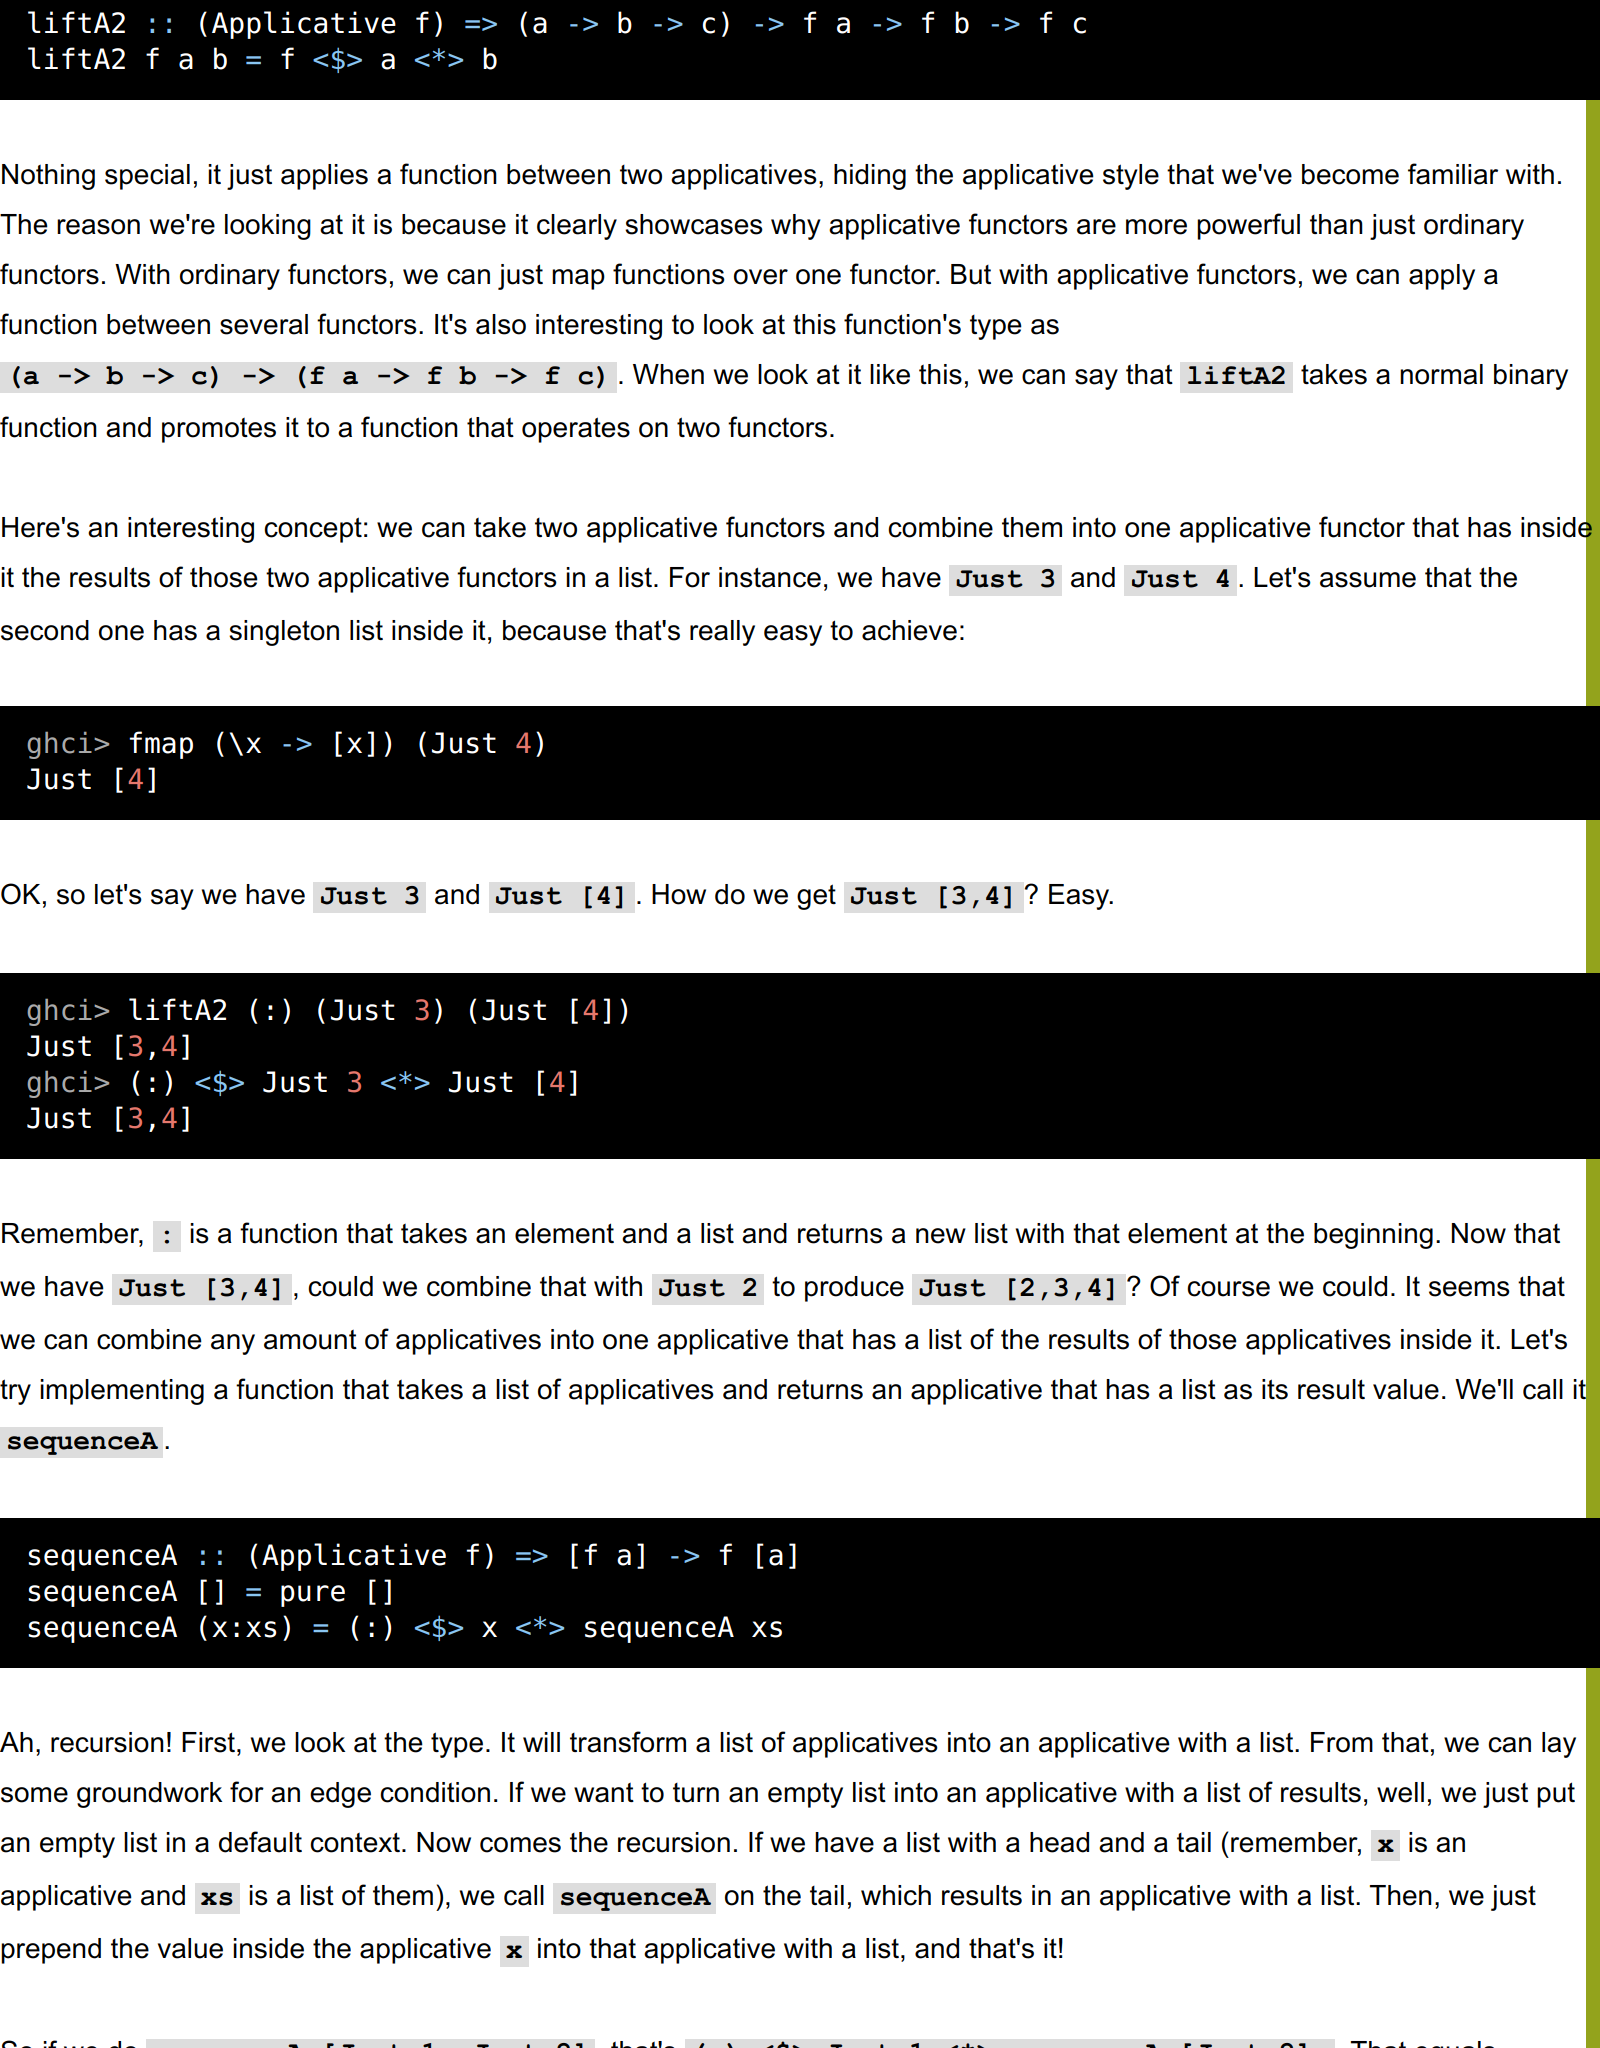 liftA2 :: (Applicative f) => (a -> b -> c) -> f a -> f b -> f c
liftA2 f a b = f <$> a <*> b
Nothing special, it just applies a function between two applicatives, hiding the applicative style that we've become familiar with.
The reason we're looking at it is because it clearly showcases why applicative functors are more powerful than just ordinary
functors. With ordinary functors, we can just map functions over one functor. But with applicative functors, we can apply a
function between several functors. It's also interesting to look at this function's type as
(a -> b -> c) -> (f a -> f b -> f c). When we look at it like this, we can say that liftA2 takes a normal binary
function and promotes it to a function that operates on two functors.
Here's an interesting concept: we can take two applicative functors and combine them into one applicative functor that has inside
it the results of those two applicative functors in a list. For instance, we have Just 3 and Just 4. Let's assume that the
second one has a singleton list inside it, because that's really easy to achieve:
ghci> fmap (\x -> [x]) (Just 4)
Just [4]
OK, so let's say we have Just 3 and Just [4]. How do we get Just [3,4]? Easy.
ghci> liftA2 (:) (Just 3) (Just [4])
Just [3,4]
ghci> (:) <$> Just 3 <*> Just [4]
Just [3,4]
Remember, : is a function that takes an element and a list and returns a new list with that element at the beginning. Now that
we have Just [3,4], could we combine that with Just 2 to produce Just [2,3,4]? Of course we could. It seems that
we can combine any amount of applicatives into one applicative that has a list of the results of those applicatives inside it. Let's
try implementing a function that takes a list of applicatives and returns an applicative that has a list as its result value. We'll call it
sequenceA.
sequenceA :: (Applicative f) => [f a] -> f [a]
sequenceA [] = pure []
sequenceA (x:xs) = (:) <$> x <*> sequenceA xs
Ah, recursion! First, we look at the type. It will transform a list of applicatives into an applicative with a list. From that, we can lay
some groundwork for an edge condition. If we want to turn an empty list into an applicative with a list of results, well, we just put
an empty list in a default context. Now comes the recursion. If we have a list with a head and a tail (remember, x is an
applicative and xs is a list of them), we call sequenceA on the tail, which results in an applicative with a list. Then, we just
prepend the value inside the applicative x into that applicative with a list, and that's it!